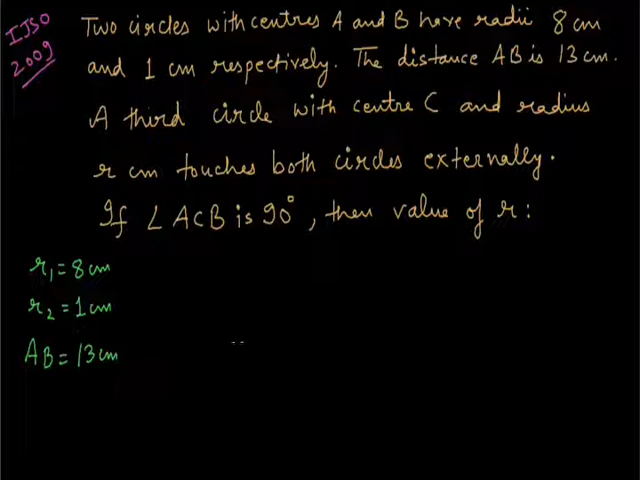 IJSO
2009
Two circles with centres A and B have radii 8 cm
and 1 cm respectively. The distance AB is 13 cm.
A third circle with centre C and radius
r cm touches both circles externally.
If ∠ACB is 90°, then value of r:
r₁ = 8 cm
r₂ = 1 cm
AB = 13 cm